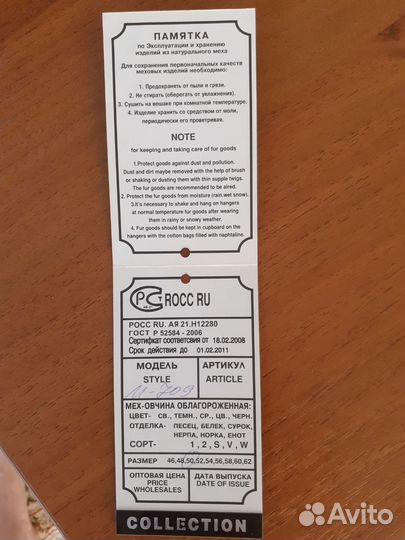 ПАМЯТКА
по Эксплуатации и хранению
изделий из натурального меха
Для сохранения первоначальных качеств
меховых изделий необходимо:
1. Предохранять от пыли и грязи.
2. Не стирать (оберегать от увлажнения).
3. Сушить на вешаке при комнатной температуре.
4. Изделие хранить со средством от моли,
периодически его проветривая.
NOTE
for keeping and taking care of fur goods
1.Protect goods against dust and pollution.
Dust and dirt maybe removed with the help of brush
or shaking or dusting them with thin supple twigs.
The fur goods are recommended to be aired.
2. Protect the fur goods from moisture (rain.wet snow).
3.It's necessary to shake and hang on hangers
at normal temperature fur goods after wearing
them in rainy or snowy weather.
4. Fur goods should be kept in cupboard on the
hangers with the cotton bags filled with naphtaline.
РСТ РОСС RU
РОСС RU. АЯ 21.Н12280
ГОСТ Р 52584 - 2006
Сертифкат соответсвия от 18.02.2008
Срок действия до 01.02.2011
МОДЕЛЬ АРТИКУЛ
STYLE ARTICLE
М-709
МЕХ-ОВЧИНА ОБЛАГОРОЖЕННАЯ:
ЦВЕТ- СВ., ТЕМН., СР., ЦВ., ЧЕРН.
ОТДЕЛКА- ПЕСЕЦ, БЕЛЕК, СУРОК,
НЕРПА, НОРКА, ЕНОТ
СОРТ- 1, 2, S, V, W
РАЗМЕР 46,48,50,52,54,56,58,60,62
ОПТОВАЯ ЦЕНА ДАТА ВЫПУСКА
PRICE DATE OF ISSUE
WHOLESALES
COLLECTION
Avito